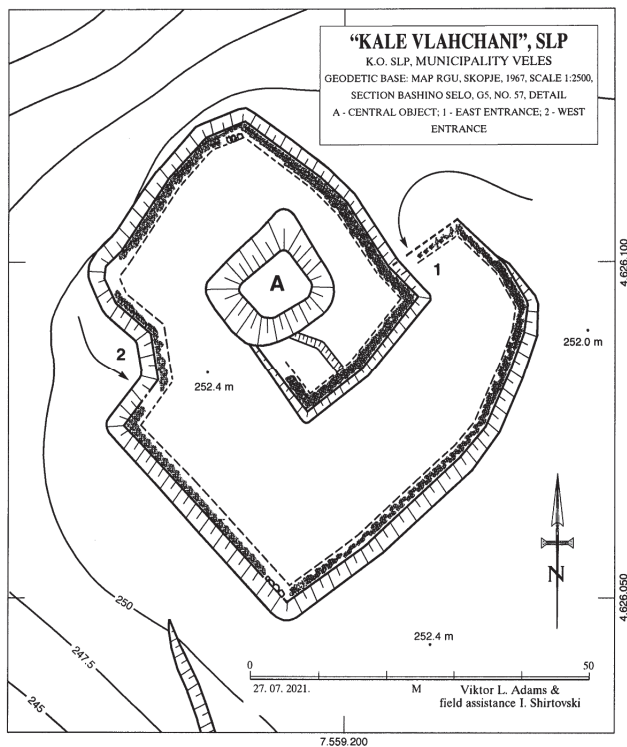 “KALE VLAHCHANI”, SLP
K.O. SLP, MUNICIPALITY VELES
GEODETIC BASE: MAP RGU, SKOPJE, 1967, SCALE 1:2500,
SECTION BASHINO SELO, G5, NO. 57, DETAIL
A - CENTRAL OBJECT; 1 - EAST ENTRANCE; 2 - WEST
ENTRANCE
4.626.100
1
A
252.0 m
2
252.4 m
N
4.626.050
250
252.4 m
247.5
0
50
27. 07. 2021.
M
Viktor L. Adams &
field assistance I. Shirtovski
245
7.559.200